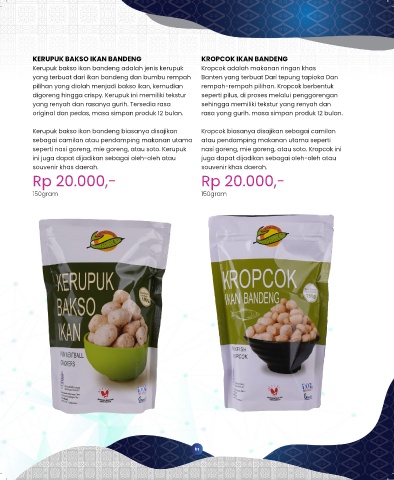 KERUPUK BAKSO IKAN BANDENG
Kerupuk bakso ikan bandeng adalah jenis kerupuk
yang terbuat dari ikan bandeng dan bumbu rempah
pilihan yang diolah menjadi bakso ikan, kemudian
digoreng hingga crispy. Kerupuk ini memiliki tekstur
yang renyah dan rasanya gurih. Tersedia rasa
original dan pedas, masa simpan produk 12 bulan.
Kerupuk bakso ikan bandeng biasanya disajikan
sebagai camilan atau pendamping makanan utama
seperti nasi goreng, mie goreng, atau soto. Kerupuk
ini juga dapat dijadikan sebagai oleh-oleh atau
souvenir khas daerah.
Rp 20.000,-
150gram
KROPCOK IKAN BANDENG
Kropcok adalah makanan ringan khas
Banten yang terbuat Dari tepung tapioka Dan
rempah-rempah pilihan. Kropcok berbentuk
seperti pilus, di proses melalui penggorengan
sehingga memiliki tekstur yang renyah dan
rasa yang gurih. masa simpan produk 12 bulan.
Kropcok biasanya disajikan sebagai camilan
atau pendamping makanan utama seperti
nasi goreng, mie goreng, atau soto. Kropcok ini
juga dapat dijadikan sebagai oleh-oleh atau
souvenir khas daerah.
Rp 20.000,-
150gram
KERUPUK
BAKSO
IKAN
KROPCOK
IKAN BANDENG